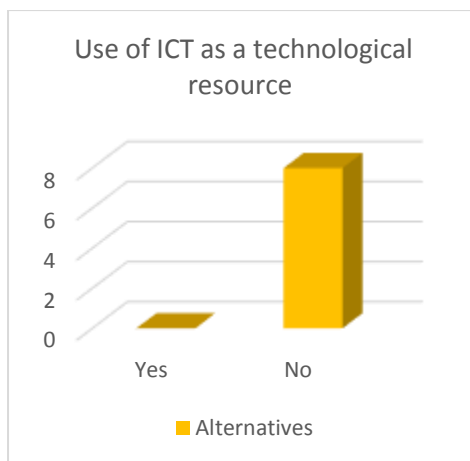 Use of ICT as a technological
resource
8
6
4
2
0
Yes No
Alternatives